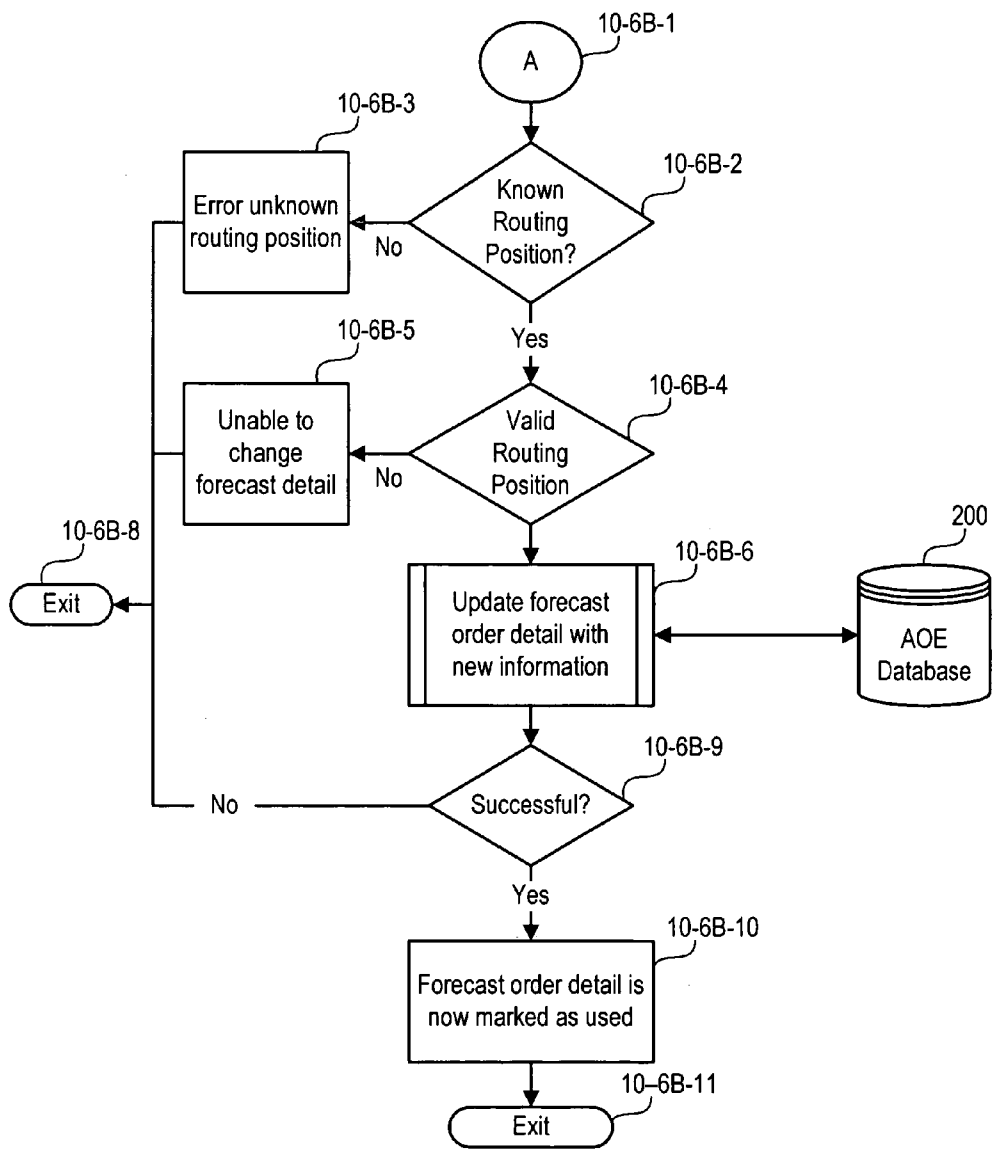 10-6B-1
A
10-6B-3
10-6B-2
Error unknown
routing position
No
Known
Routing
Position?
Yes
10-6B-5
10-6B-4
Unable to
change
forecast detail
No
Valid
Routing
Position
10-6B-8
Exit
10-6B-6
200
Update forecast
order detail with
new information
AOE
Database
10-6B-9
No
Successful?
Yes
10-6B-10
Forecast order detail is
now marked as used
10–6B-11
Exit